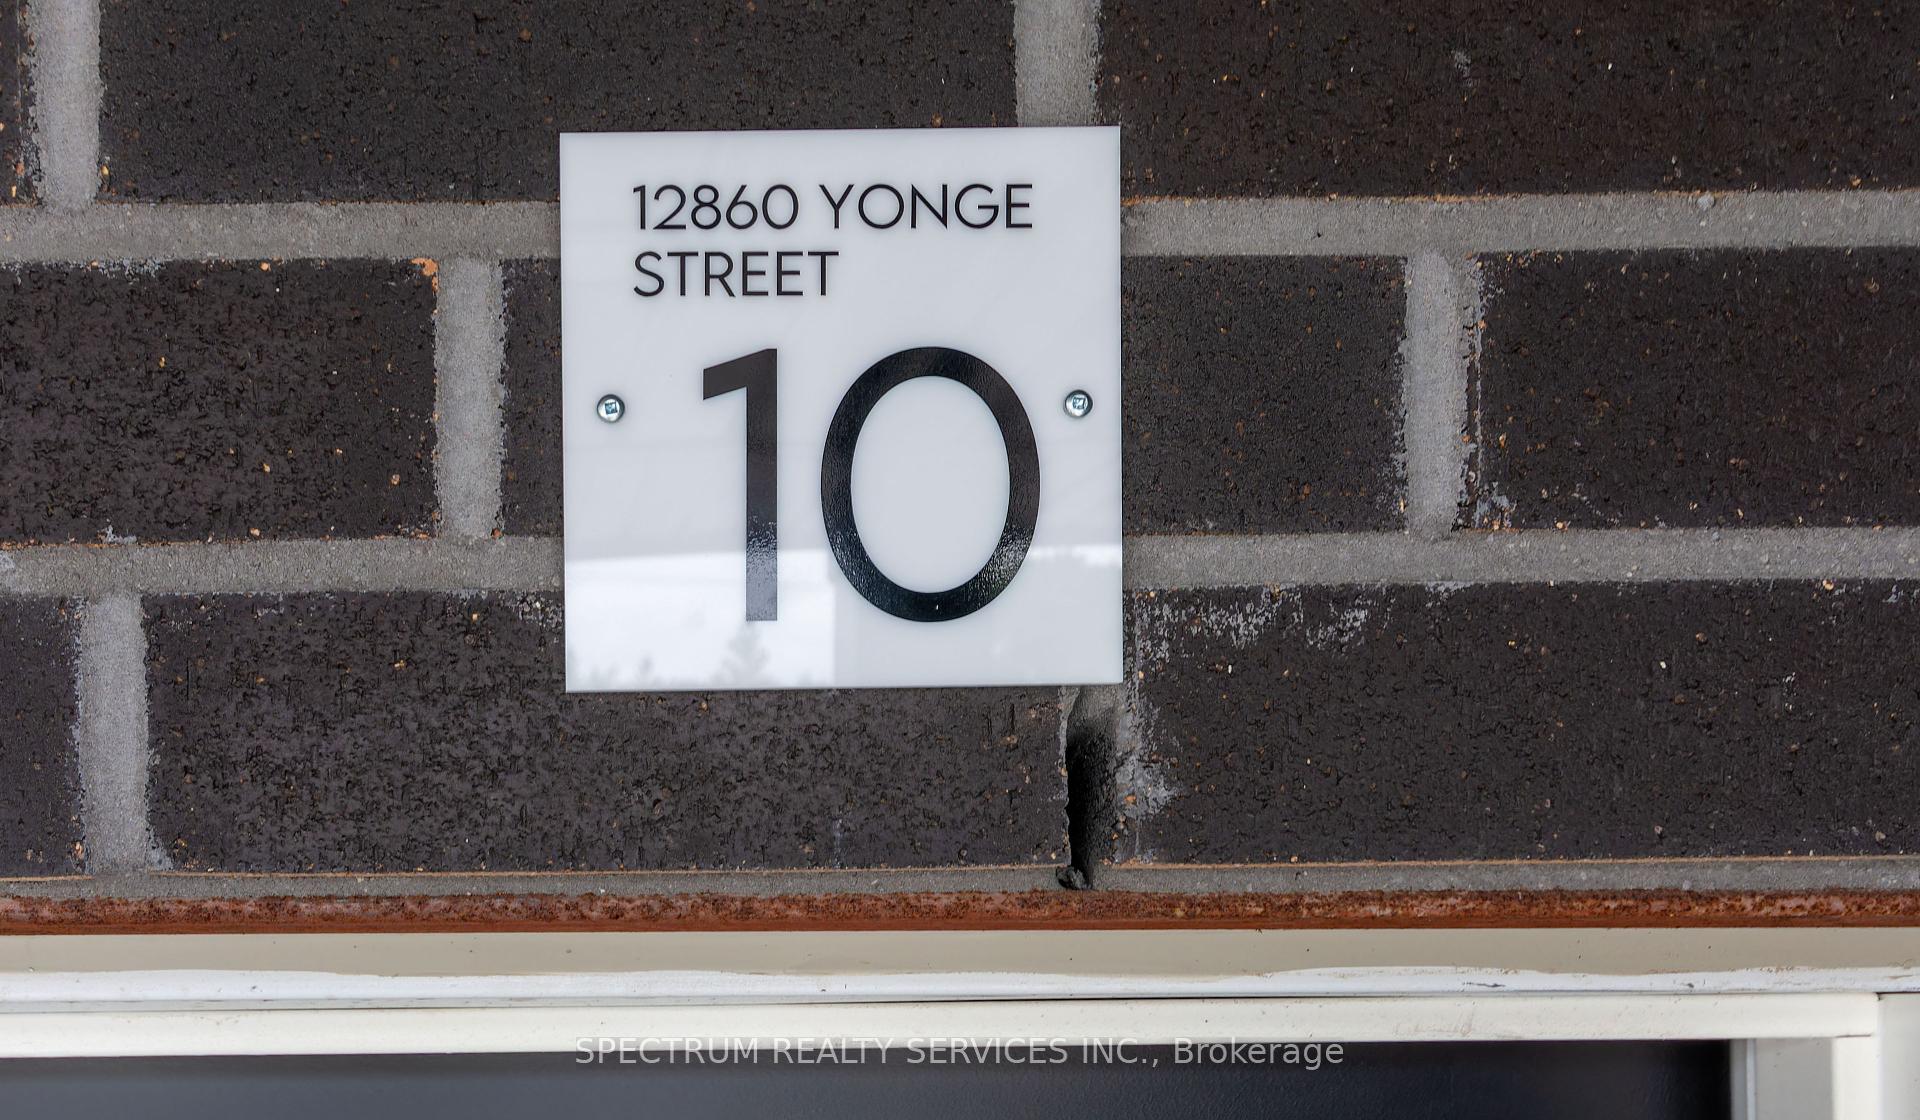 12860 YONGE
STREET
10
SPECTRUM REALTY SERVICES INC., Brokerage